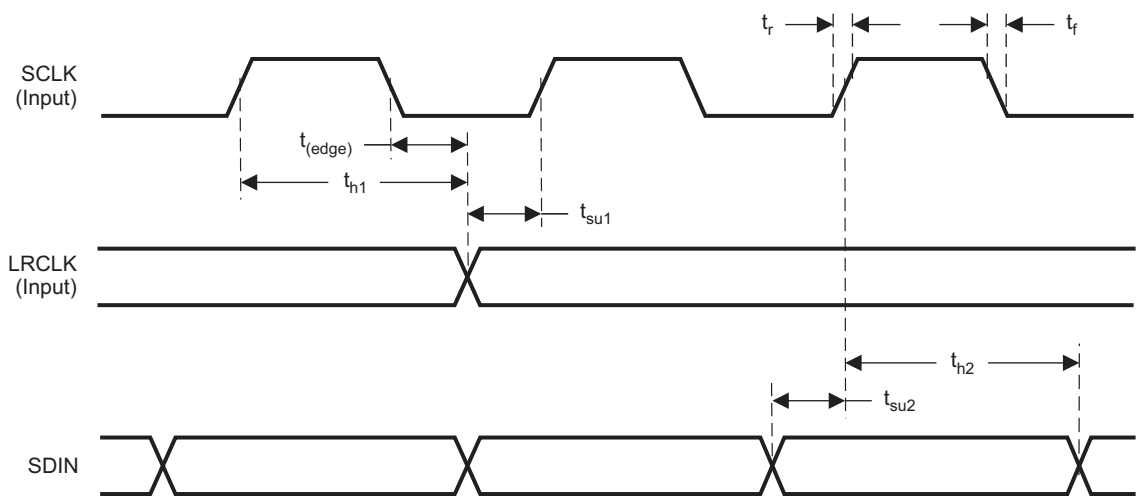 t_r
t_f
SCLK
(Input)
t_(edge)
t_h1
t_su1
LRCLK
(Input)
t_h2
t_su2
SDIN